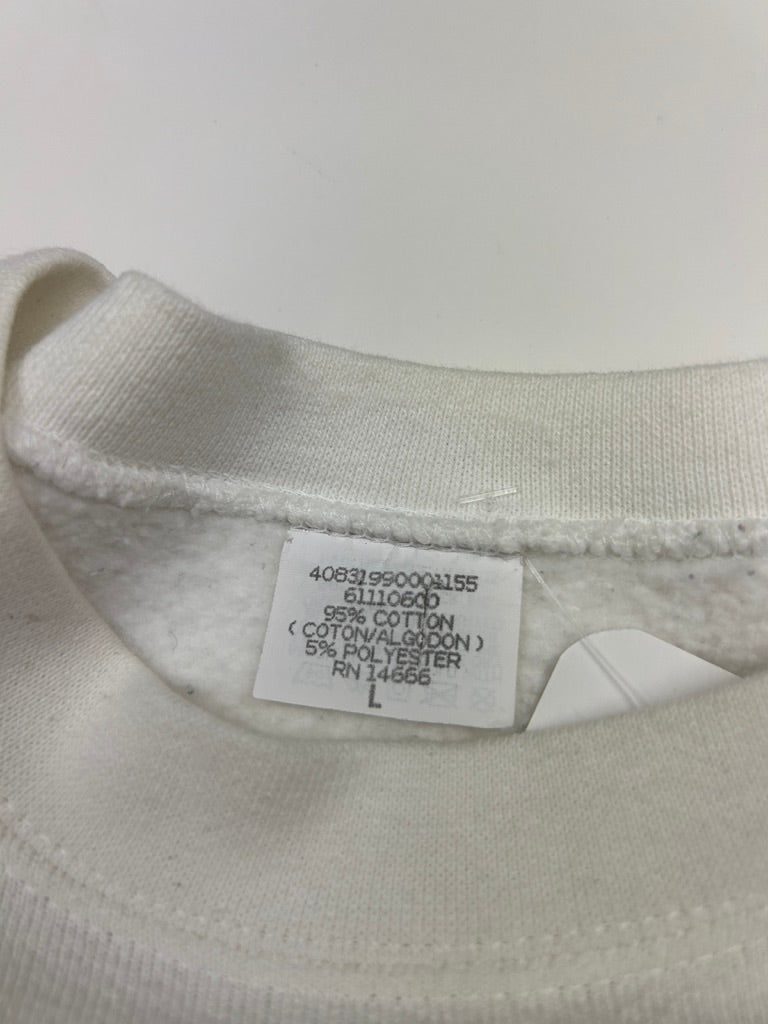 40831990001155
61110600
95% COTTON
( COTON/ALGODON )
5% POLYESTER
RN 14666
L